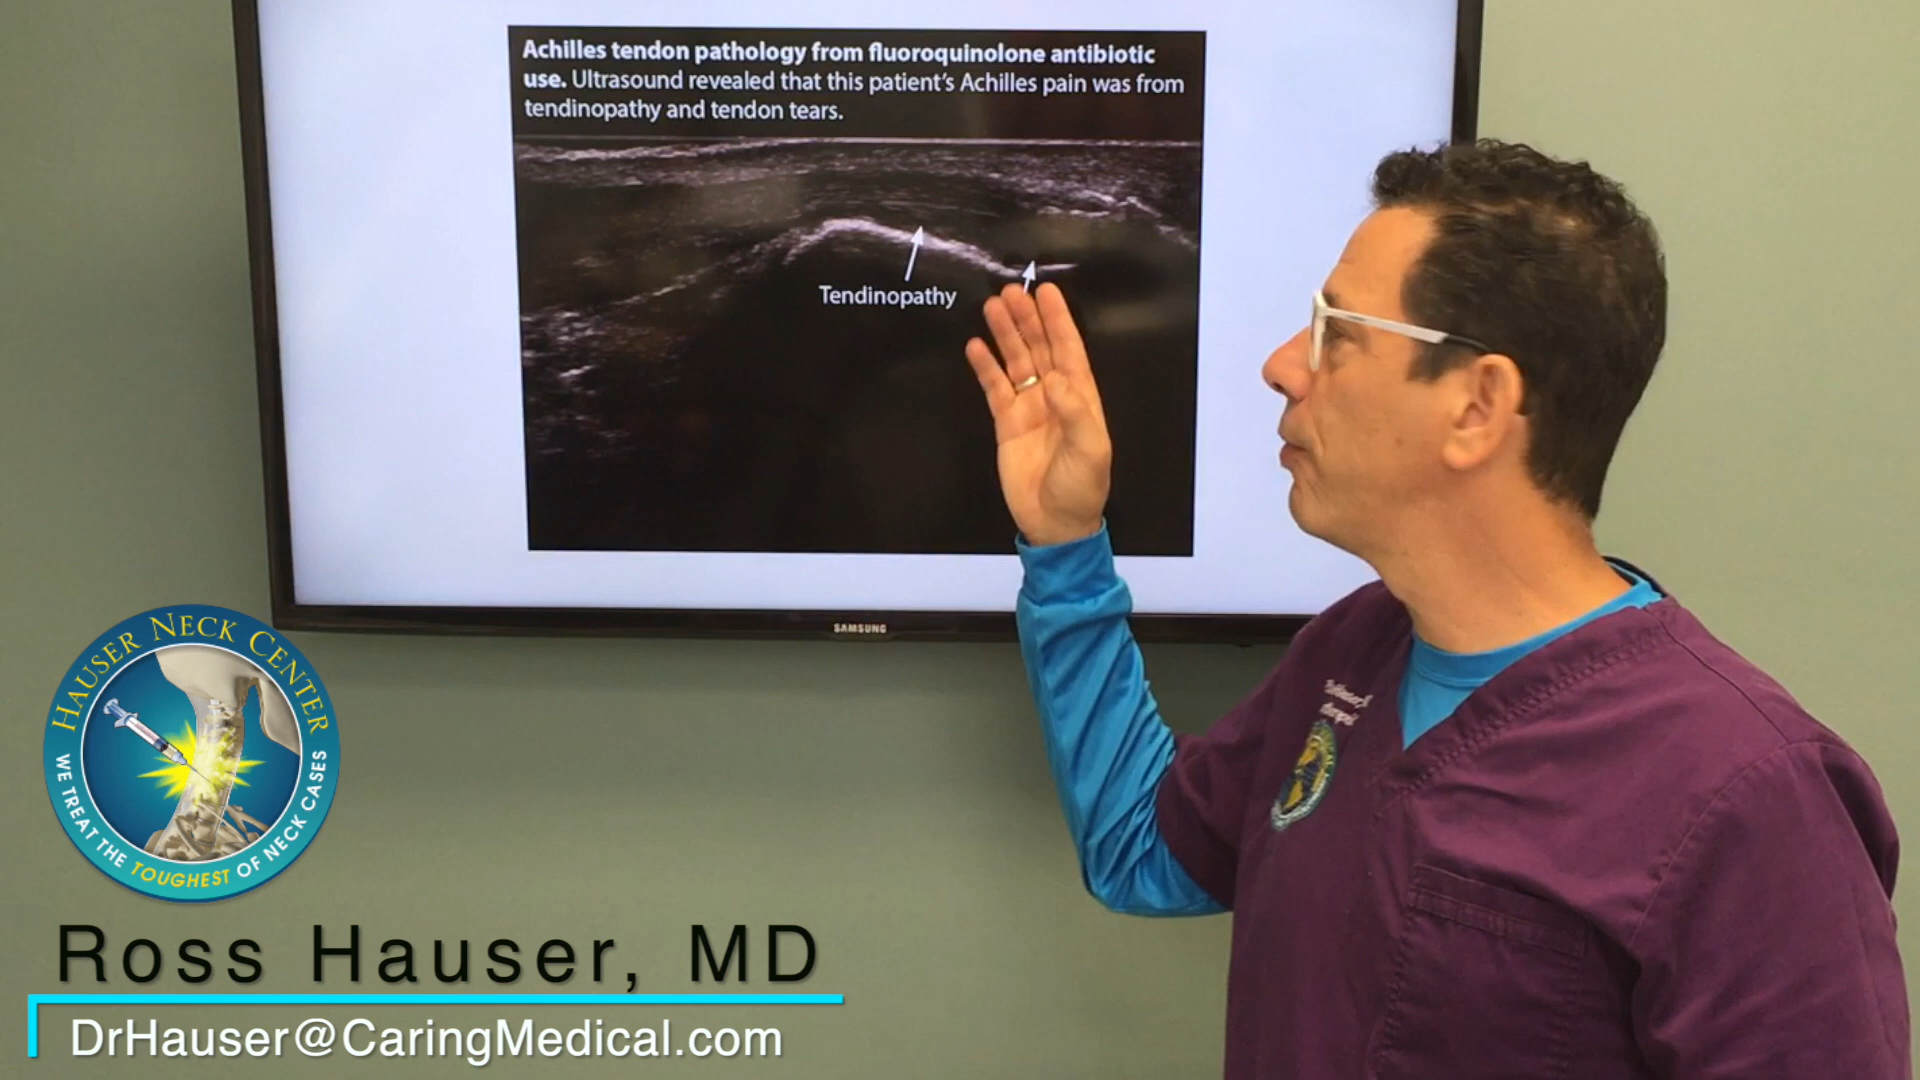 Achilles tendon pathology from fluoroquinolone antibiotic
use. Ultrasound revealed that this patient's Achilles pain was from
tendinopathy and tendon tears.
Tendinopathy
SAMSUNG
HAUSER NECK CENTER
WE TREAT THE TOUGHEST OF NECK CASES
Ross Hauser, MD
DrHauser@CaringMedical.com